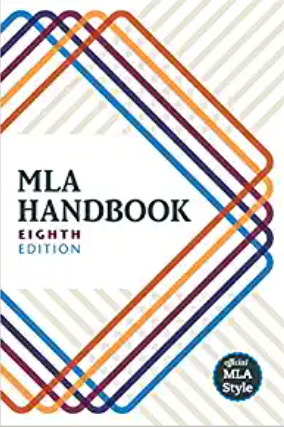 MLA
HANDBOOK
EIGHTH
EDITION
official
MLA
Style